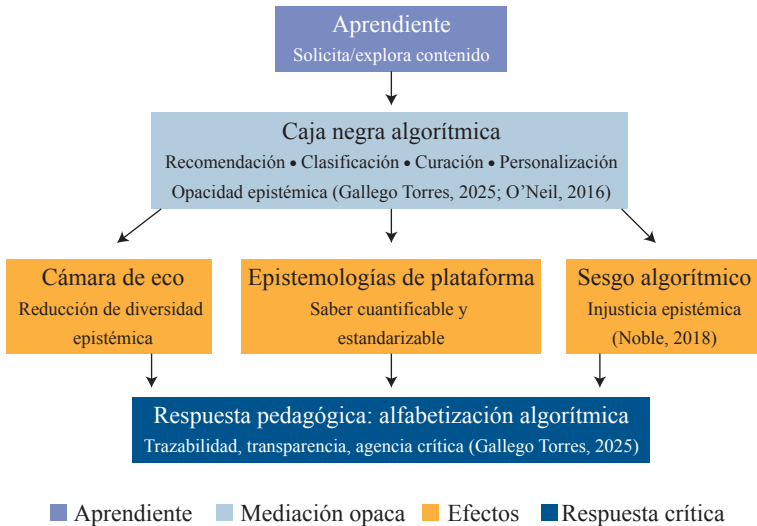 Aprendiente
Solicita/explora contenido
Caja negra algorítmica
Recomendación • Clasificación • Curación • Personalización
Opacidad epistémica (Gallego Torres, 2025; O’Neil, 2016)
Cámara de eco
Reducción de diversidad
epistémica
Epistemologías de plataforma
Saber cuantificable y
estandarizable
Sesgo algorítmico
Injusticia epistémica
(Noble, 2018)
Respuesta pedagógica: alfabetización algorítmica
Trazabilidad, transparencia, agencia crítica (Gallego Torres, 2025)
Aprendiente Mediación opaca Efectos Respuesta crítica